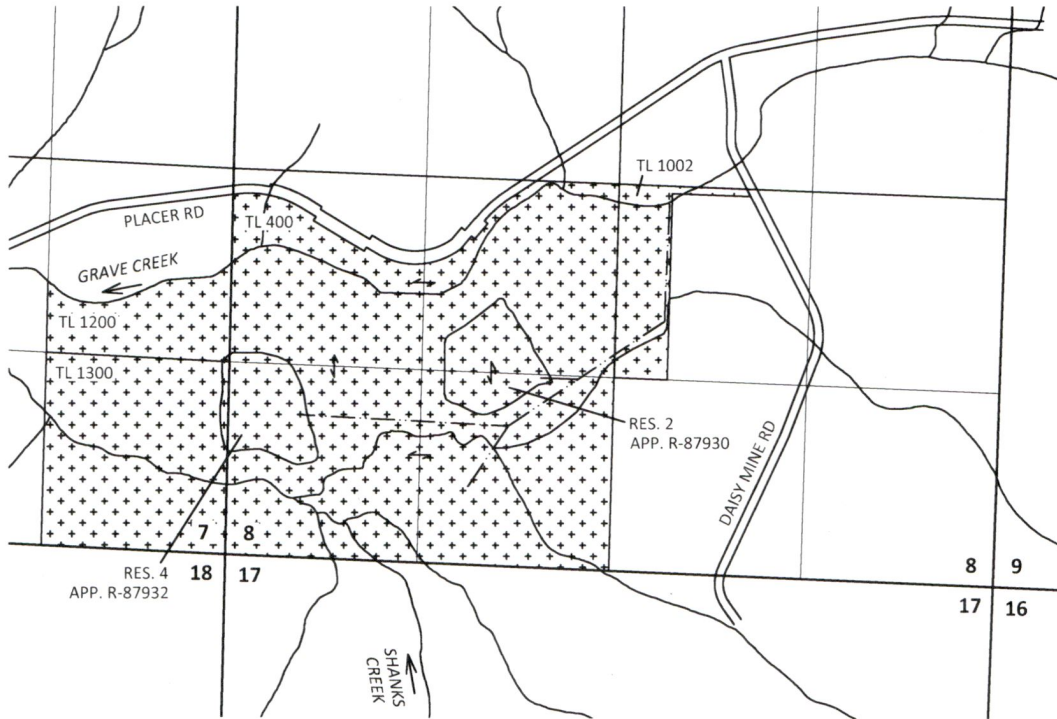 TL 1002
PLACER RD
TL 400
GRAVE CREEK
TL 1200
TL 1300
RES. 2
APP. R-87930
DAISY MINE RD
7 8
18 17
RES. 4
APP. R-87932
8 9
17 16
SHANKS
CREEK